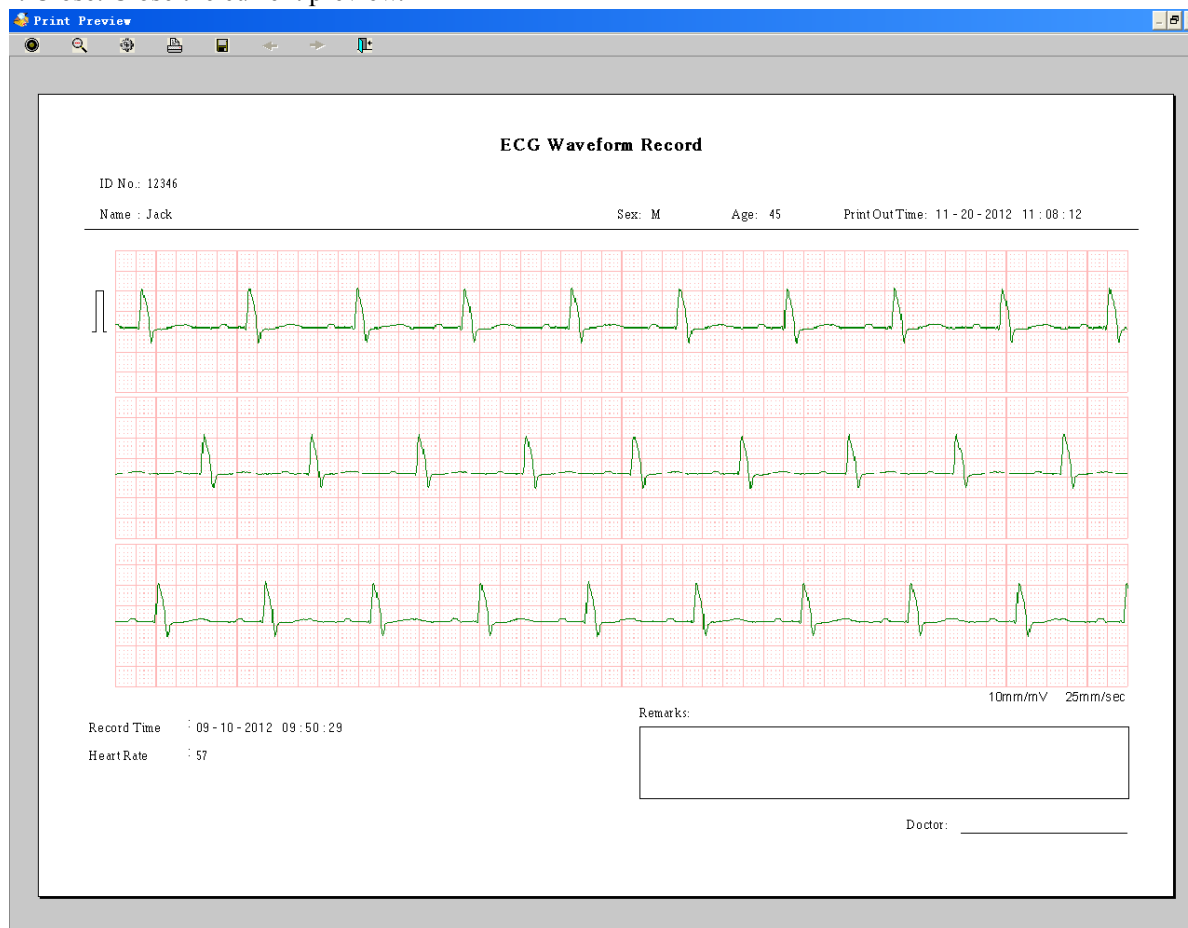 Print Preview
ECG Waveform Record
ID No.: 12346
Name : Jack Sex: M Age: 45 Print Out Time: 11 - 20 - 2012 11 : 08 : 12
10mm/mV 25mm/sec
Remarks:
Record Time : 09 - 10 - 2012 09 : 50 : 29
Heart Rate : 57
Doctor: